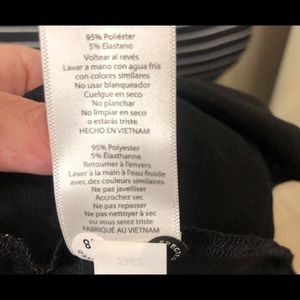 95% Poliéster
5% Elastano
Voltear al revés
Lavar a mano con agua fría
con colores similares
No usar blanqueador
Cuelgue en seco
No planchar
No limpiar en seco
o estarás triste
HECHO EN VIETNAM
95% Polyester
5% Élasthanne
Retourner à l'envers
Laver à la main à l'eau froide
avec des couleurs similaires
Ne pas javelliser
Accrochez sec
Ne pas repasser
Ne pas nettoyer à sec
ou vous serez triste
FABRIQUÉ AU VIETNAM
8